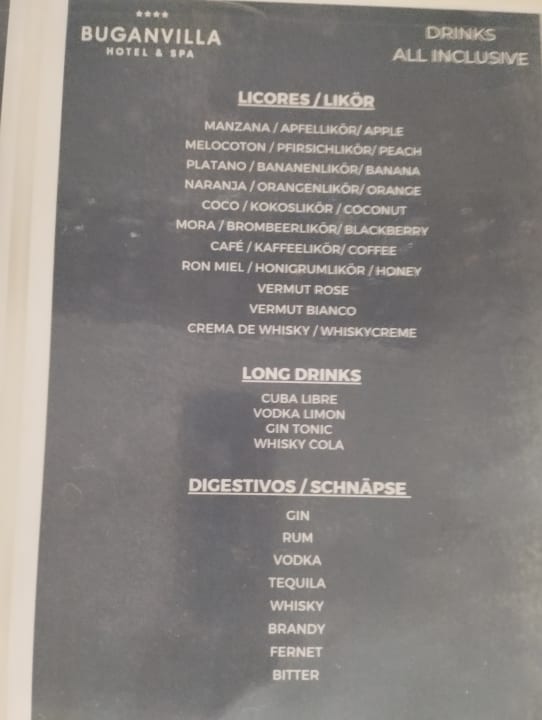 ★★★★
BUGANVILLA
HOTEL & SPA
DRINKS
ALL INCLUSIVE
LICORES / LIKÖR
MANZANA / APFELLIKÖR/ APPLE
MELOCOTON / PFIRSICHLIKÖR/ PEACH
PLATANO / BANANENLIKÖR/ BANANA
NARANJA / ORANGENLIKÖR/ ORANGE
COCO / KOKOSLIKÖR / COCONUT
MORA / BROMBEERLIKÖR/ BLACKBERRY
CAFÉ / KAFFEELIKÖR/ COFFEE
RON MIEL / HONIGRUMLIKÖR / HONEY
VERMUT ROSE
VERMUT BIANCO
CREMA DE WHISKY / WHISKYCREME
LONG DRINKS
CUBA LIBRE
VODKA LIMON
GIN TONIC
WHISKY COLA
DIGESTIVOS / SCHNÄPSE
GIN
RUM
VODKA
TEQUILA
WHISKY
BRANDY
FERNET
BITTER